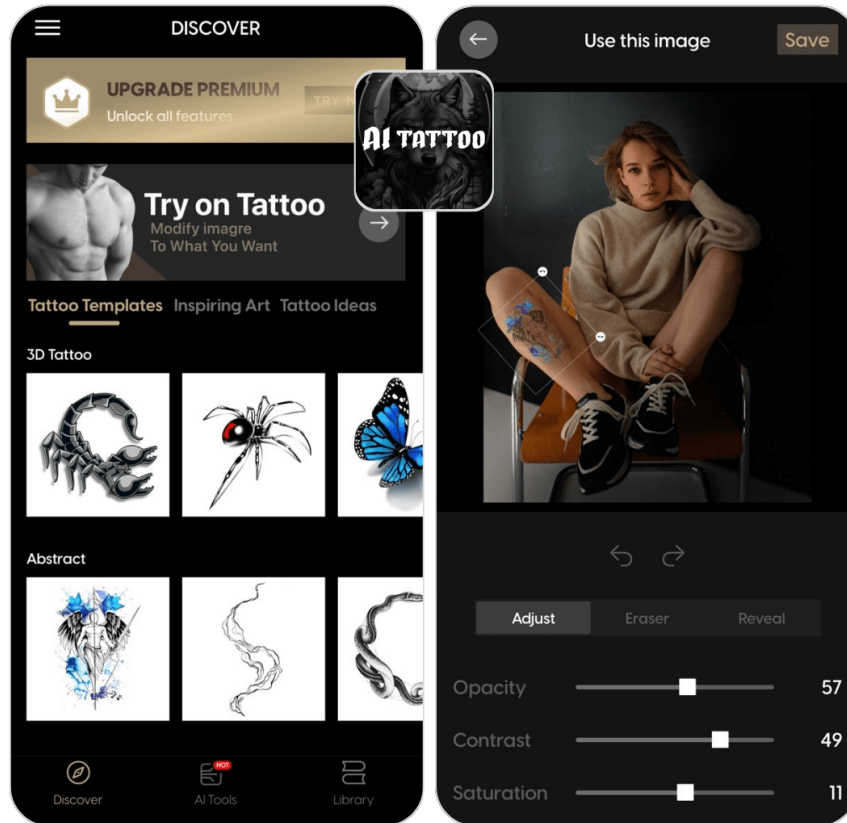 DISCOVER
UPGRADE PREMIUM
Unlock all features
TRY
AI TATTOO
Try on Tattoo
Modify imagre
To What You Want
Tattoo Templates Inspiring Art Tattoo Ideas
3D Tattoo
Abstract
HOT
Discover AI Tools Library
Use this image Save
Adjust Eraser Reveal
Opacity 57
Contrast 49
Saturation 11